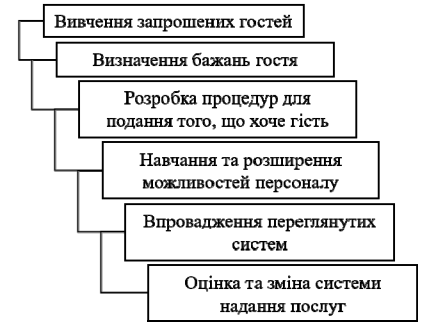 Вивчення запрошених гостей
Визначення бажань гостя
Розробка процедур для
подання того, що хоче гість
Навчання та розширення
можливостей персоналу
Впровадження переглянутих
систем
Оцінка та зміна системи
надання послуг